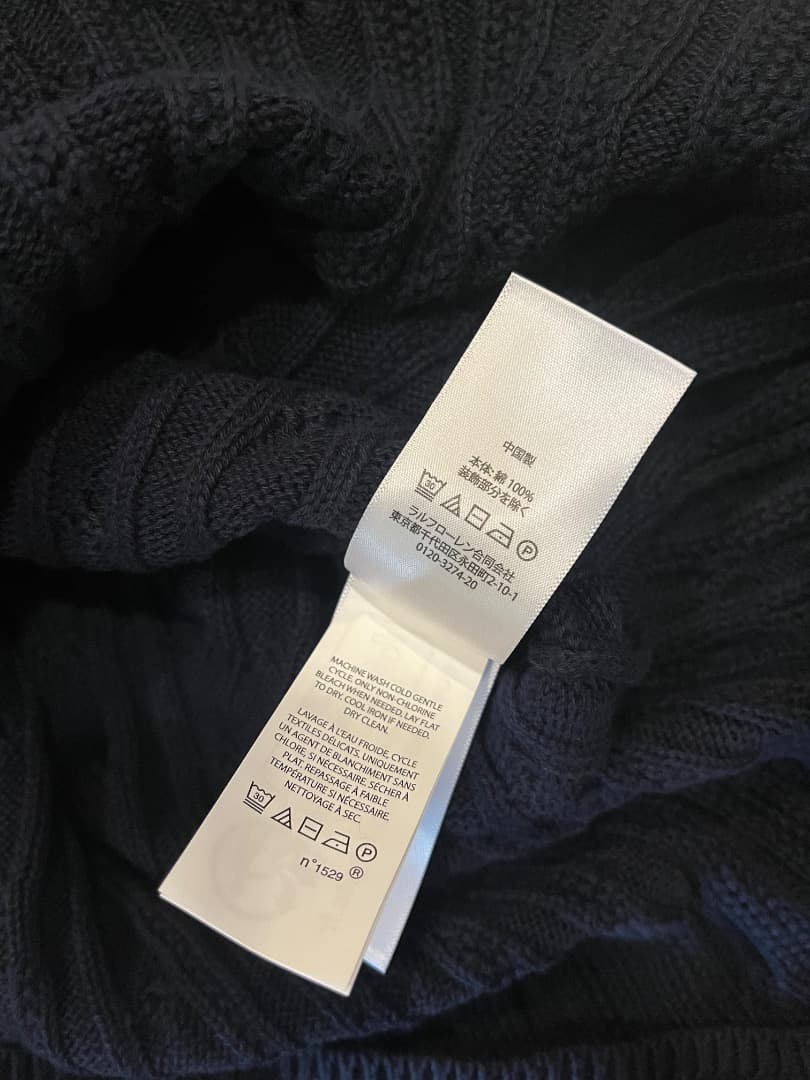 中国製
本体:綿 100%
装飾部分を除く
30
P
ラルフローレン合同会社
東京都千代田区永田町2-10-1
0120-3274-20
MACHINE WASH COLD GENTLE
CYCLE. ONLY NON-CHLORINE
BLEACH WHEN NEEDED. LAY FLAT
TO DRY. COOL IRON IF NEEDED.
DRY CLEAN.
LAVAGE À L'EAU FROIDE, CYCLE
TEXTILES DÉLICATS. UNIQUEMENT
UN AGENT DE BLANCHIMENT SANS
CHLORE, SI NÉCESSAIRE. SÉCHER À
PLAT. REPASSAGE À FAIBLE
TEMPÉRATURE SI NÉCESSAIRE.
NETTOYAGE À SEC.
30
P
n°1529 ®